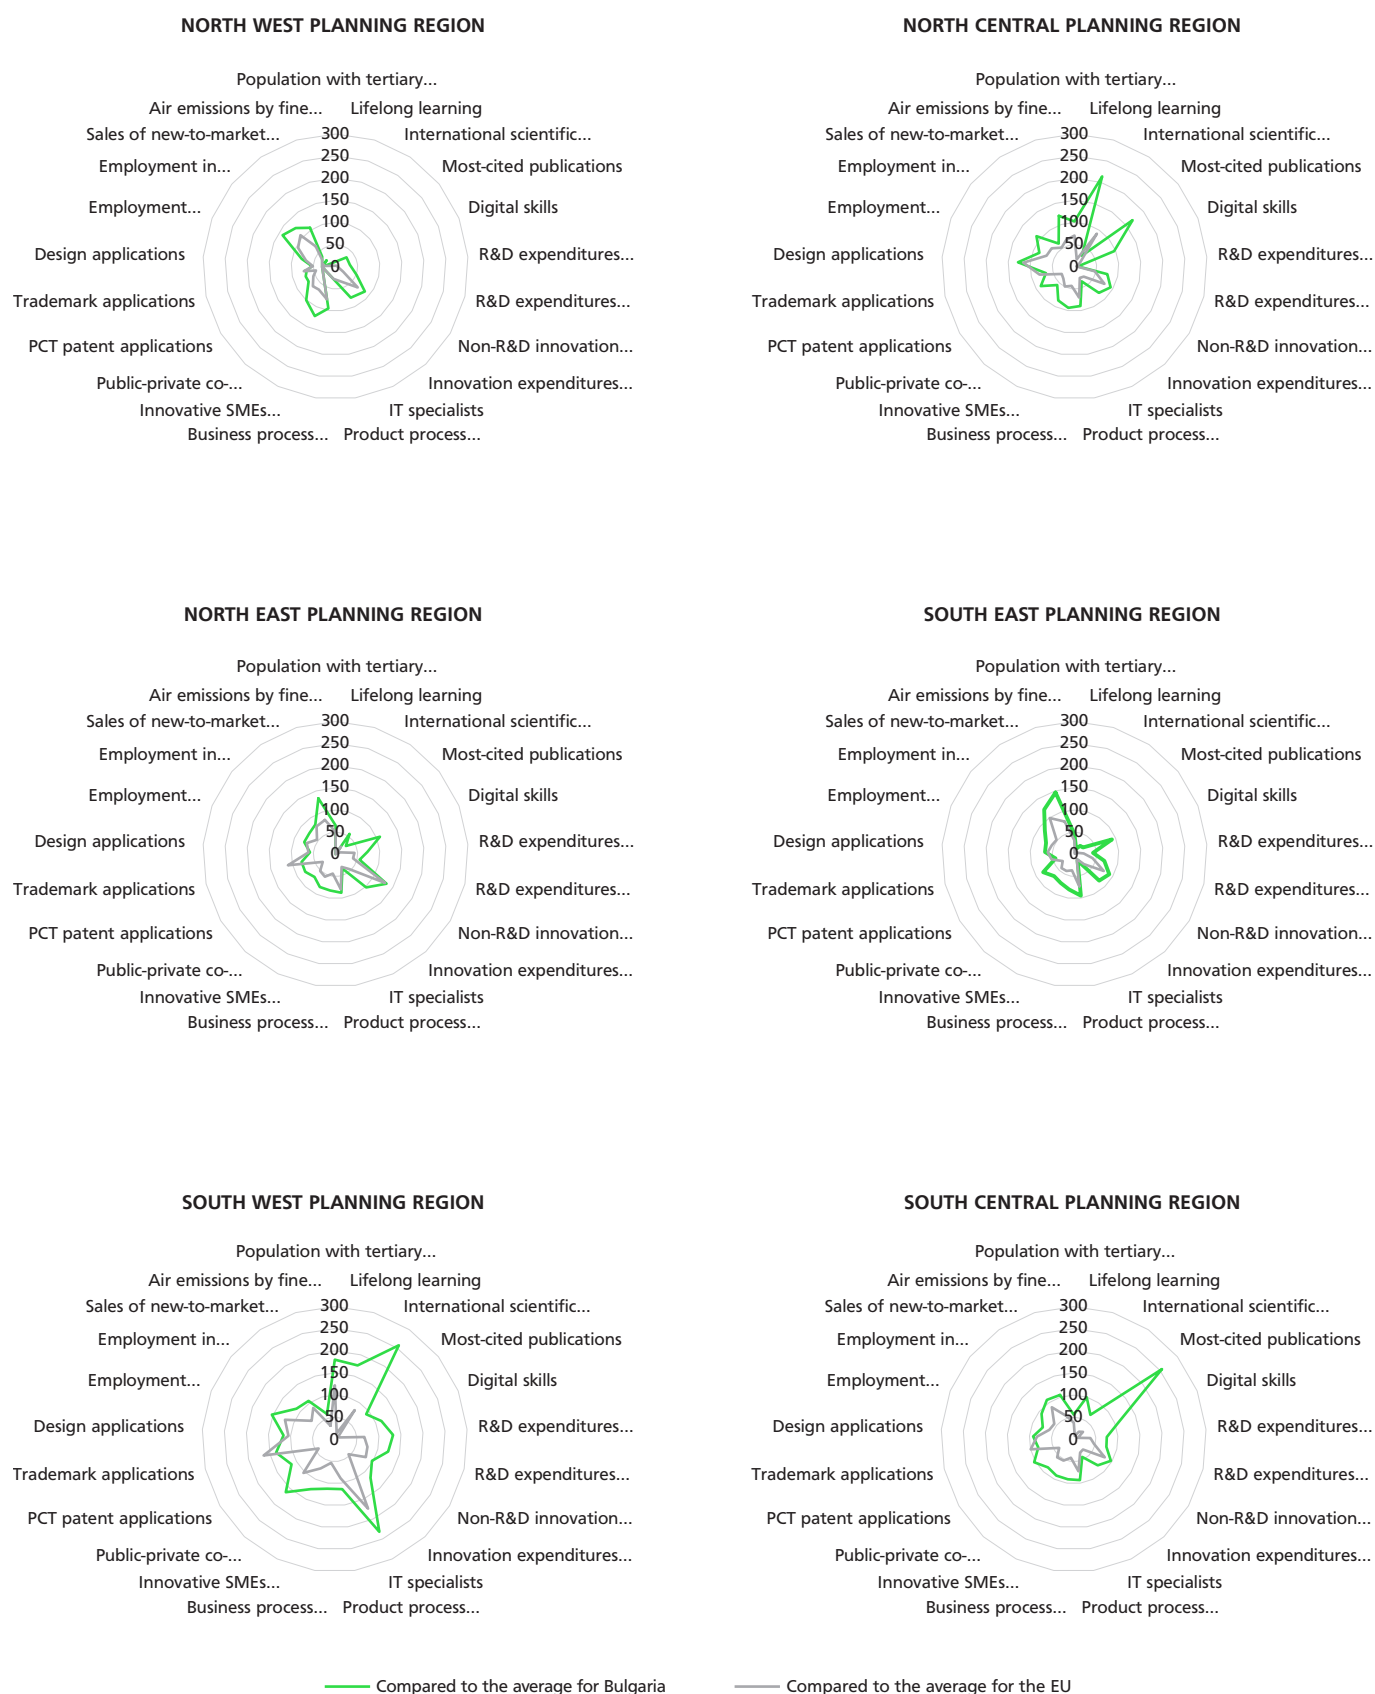 NORTH WEST PLANNING REGION
Population with tertiary...
Air emissions by fine... Lifelong learning
Sales of new-to-market... 300 International scientific...
Employment in... 250 Most-cited publications
200
Employment... 150 Digital skills
100
Design applications 50 R&D expenditures...
0
Trademark applications R&D expenditures...
PCT patent applications Non-R&D innovation...
Public-private co-... Innovation expenditures...
Innovative SMEs... IT specialists
Business process... Product process...
NORTH CENTRAL PLANNING REGION
Population with tertiary...
Air emissions by fine... Lifelong learning
Sales of new-to-market... 300 International scientific...
Employment in... 250 Most-cited publications
200
Employment... 150 Digital skills
100
Design applications 50 R&D expenditures...
0
Trademark applications R&D expenditures...
PCT patent applications Non-R&D innovation...
Public-private co-... Innovation expenditures...
Innovative SMEs... IT specialists
Business process... Product process...
NORTH EAST PLANNING REGION
Population with tertiary...
Air emissions by fine... Lifelong learning
Sales of new-to-market... 300 International scientific...
Employment in... 250 Most-cited publications
200
Employment... 150 Digital skills
100
Design applications 50 R&D expenditures...
0
Trademark applications R&D expenditures...
PCT patent applications Non-R&D innovation...
Public-private co-... Innovation expenditures...
Innovative SMEs... IT specialists
Business process... Product process...
SOUTH EAST PLANNING REGION
Population with tertiary...
Air emissions by fine... Lifelong learning
Sales of new-to-market... 300 International scientific...
Employment in... 250 Most-cited publications
200
Employment... 150 Digital skills
100
Design applications 50 R&D expenditures...
0
Trademark applications R&D expenditures...
PCT patent applications Non-R&D innovation...
Public-private co-... Innovation expenditures...
Innovative SMEs... IT specialists
Business process... Product process...
SOUTH WEST PLANNING REGION
Population with tertiary...
Air emissions by fine... Lifelong learning
Sales of new-to-market... 300 International scientific...
Employment in... 250 Most-cited publications
200
Employment... 150 Digital skills
100
Design applications 50 R&D expenditures...
0
Trademark applications R&D expenditures...
PCT patent applications Non-R&D innovation...
Public-private co-... Innovation expenditures...
Innovative SMEs... IT specialists
Business process... Product process...
SOUTH CENTRAL PLANNING REGION
Population with tertiary...
Air emissions by fine... Lifelong learning
Sales of new-to-market... 300 International scientific...
Employment in... 250 Most-cited publications
200
Employment... 150 Digital skills
100
Design applications 50 R&D expenditures...
0
Trademark applications R&D expenditures...
PCT patent applications Non-R&D innovation...
Public-private co-... Innovation expenditures...
Innovative SMEs... IT specialists
Business process... Product process...
Compared to the average for Bulgaria Compared to the average for the EU